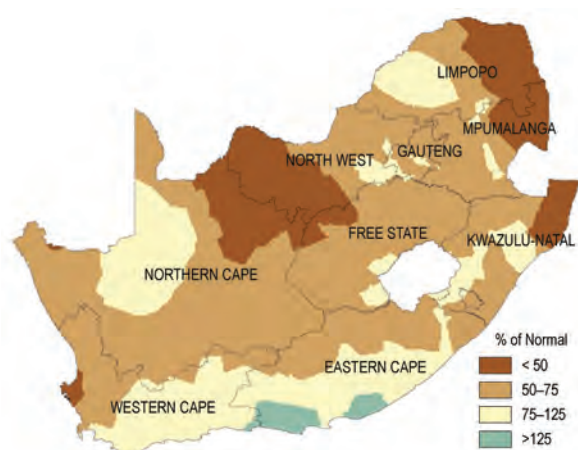 LIMPOPO
MPUMALANGA
NORTH WEST
GAUTENG
FREE STATE
KWAZULU-NATAL
NORTHERN CAPE
EASTERN CAPE
WESTERN CAPE
% of Normal
< 50
50–75
75–125
>125